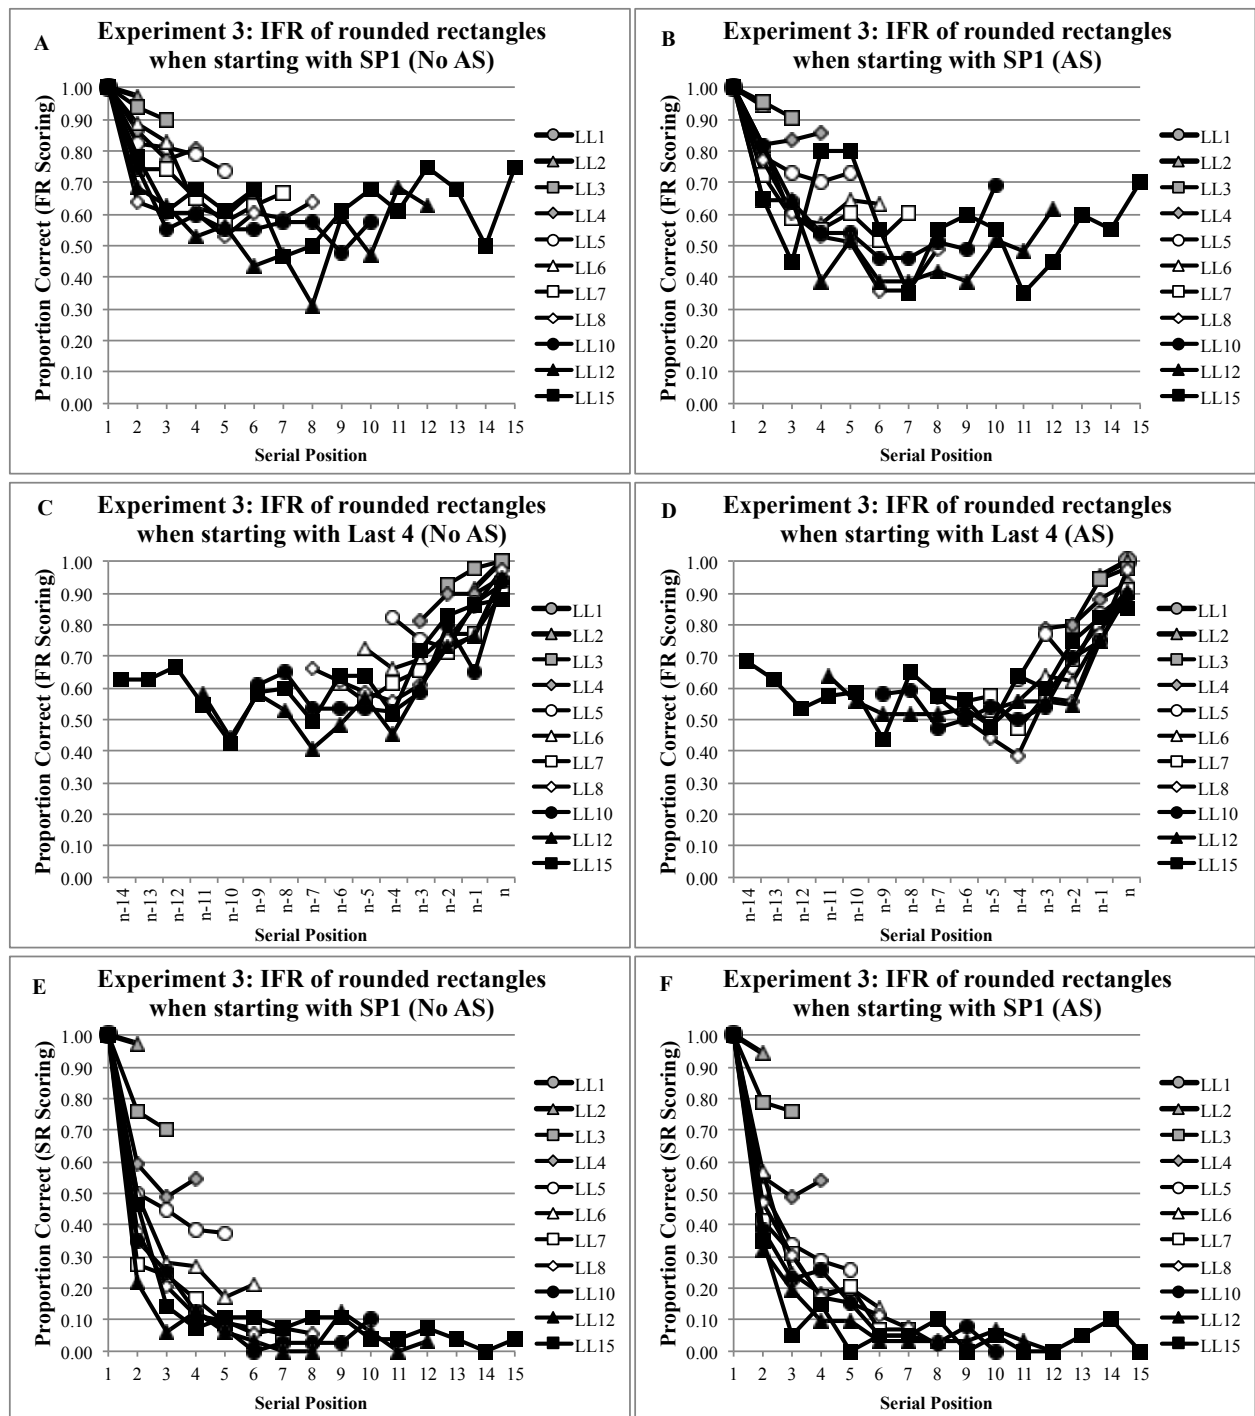 A
Experiment 3: IFR of rounded rectangles
when starting with SP1 (No AS)
Proportion Correct (FR Scoring)
1.00
0.90
0.80
0.70
0.60
0.50
0.40
0.30
0.20
0.10
0.00
1 2 3 4 5 6 7 8 9 10 11 12 13 14 15
Serial Position
LL1
LL2
LL3
LL4
LL5
LL6
LL7
LL8
LL10
LL12
LL15
B
Experiment 3: IFR of rounded rectangles
when starting with SP1 (AS)
Proportion Correct (FR Scoring)
1.00
0.90
0.80
0.70
0.60
0.50
0.40
0.30
0.20
0.10
0.00
1 2 3 4 5 6 7 8 9 10 11 12 13 14 15
Serial Position
LL1
LL2
LL3
LL4
LL5
LL6
LL7
LL8
LL10
LL12
LL15
C
Experiment 3: IFR of rounded rectangles
when starting with Last 4 (No AS)
Proportion Correct (FR Scoring)
1.00
0.90
0.80
0.70
0.60
0.50
0.40
0.30
0.20
0.10
0.00
n-14 n-13 n-12 n-11 n-10 n-9 n-8 n-7 n-6 n-5 n-4 n-3 n-2 n-1 n
Serial Position
LL1
LL2
LL3
LL4
LL5
LL6
LL7
LL8
LL10
LL12
LL15
D
Experiment 3: IFR of rounded rectangles
when starting with Last 4 (AS)
Proportion Correct (FR Scoring)
1.00
0.90
0.80
0.70
0.60
0.50
0.40
0.30
0.20
0.10
0.00
n-14 n-13 n-12 n-11 n-10 n-9 n-8 n-7 n-6 n-5 n-4 n-3 n-2 n-1 n
Serial Position
LL1
LL2
LL3
LL4
LL5
LL6
LL7
LL8
LL10
LL12
LL15
E
Experiment 3: IFR of rounded rectangles
when starting with SP1 (No AS)
Proportion Correct (SR Scoring)
1.00
0.90
0.80
0.70
0.60
0.50
0.40
0.30
0.20
0.10
0.00
1 2 3 4 5 6 7 8 9 10 11 12 13 14 15
Serial Position
LL1
LL2
LL3
LL4
LL5
LL6
LL7
LL8
LL10
LL12
LL15
F
Experiment 3: IFR of rounded rectangles
when starting with SP1 (AS)
Proportion Correct (SR Scoring)
1.00
0.90
0.80
0.70
0.60
0.50
0.40
0.30
0.20
0.10
0.00
1 2 3 4 5 6 7 8 9 10 11 12 13 14 15
Serial Position
LL1
LL2
LL3
LL4
LL5
LL6
LL7
LL8
LL10
LL12
LL15